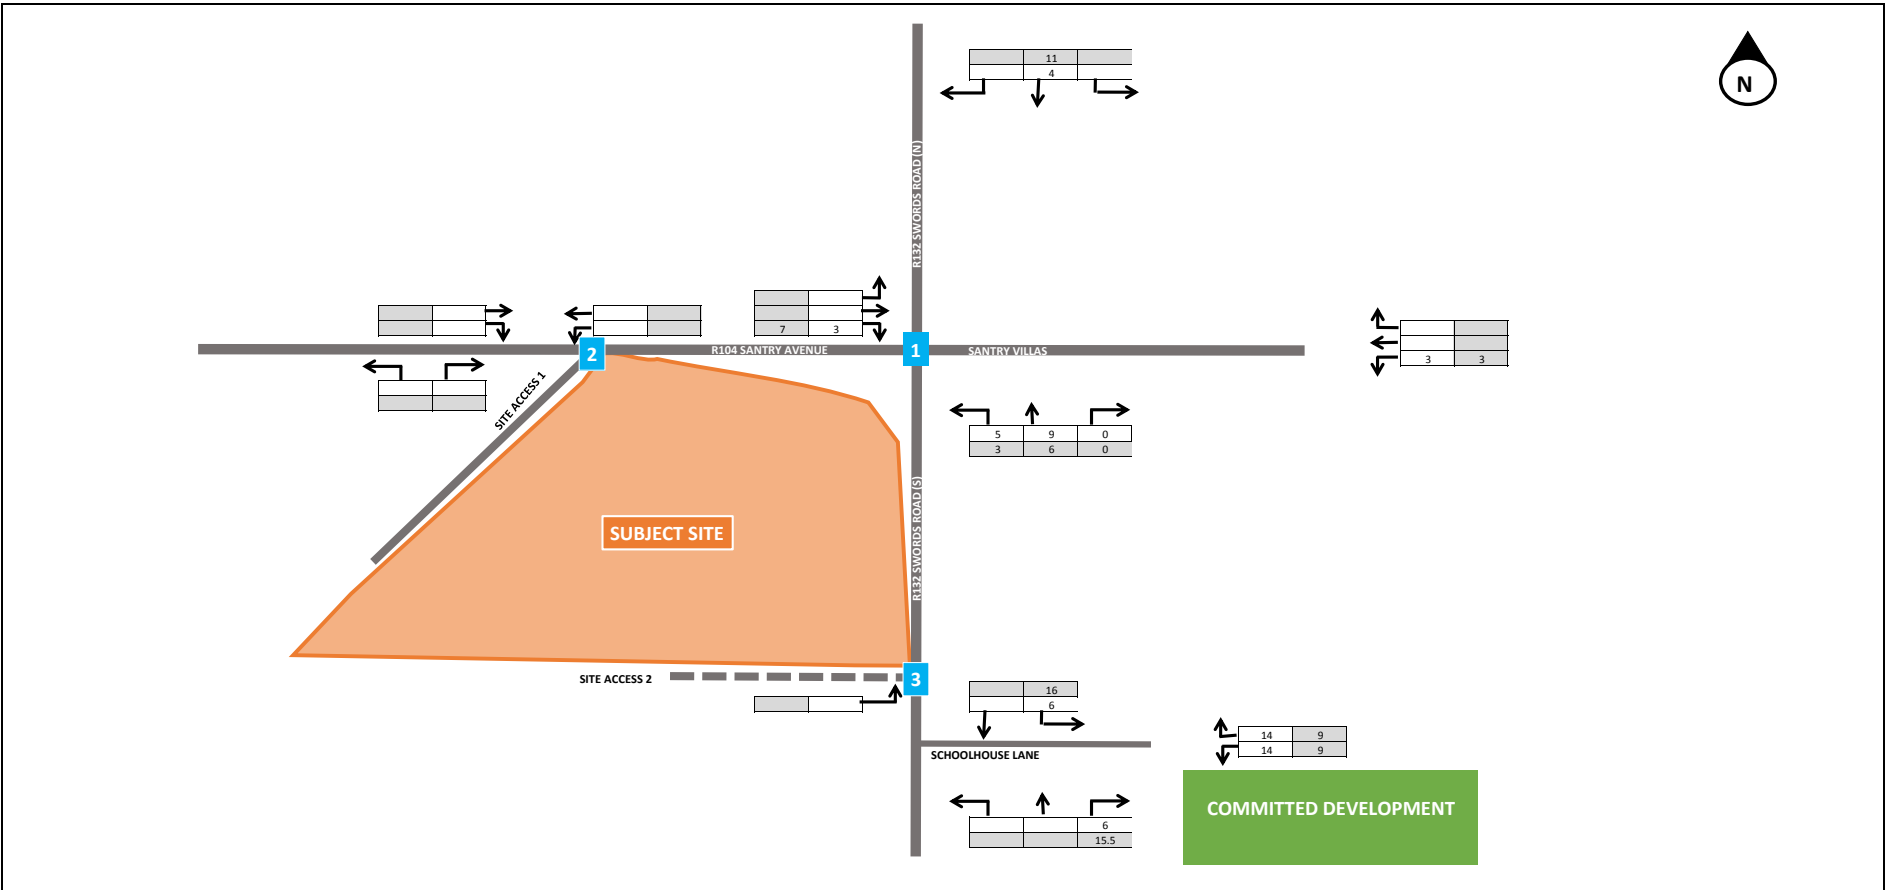 11
4
N
R132 SWORDS ROAD (N)
7 3
2
R104 SANTRY AVENUE
1
SANTRY VILLAS
3 3
SITE ACCESS 1
5 9 0
3 6 0
R132 SWORDS ROAD (S)
SUBJECT SITE
SITE ACCESS 2
3
16
6
14 9
14 9
SCHOOLHOUSE LANE
COMMITTED DEVELOPMENT
6
15.5